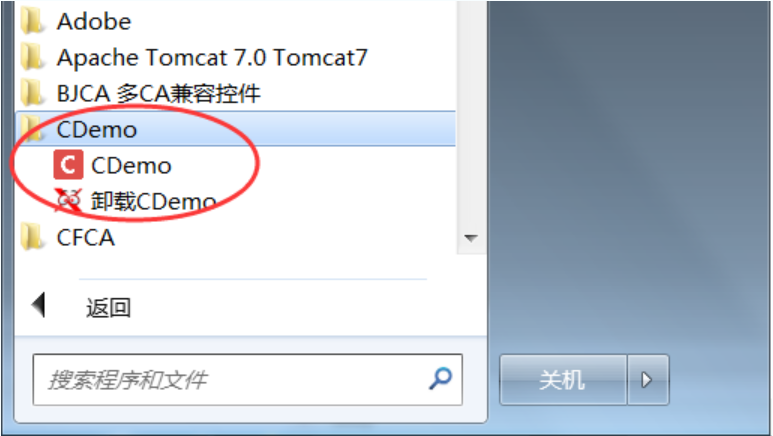 Adobe
Apache Tomcat 7.0 Tomcat7
BJCA 多CA兼容控件
CDemo
C CDemo
卸载CDemo
CFCA
返回
搜索程序和文件
关机